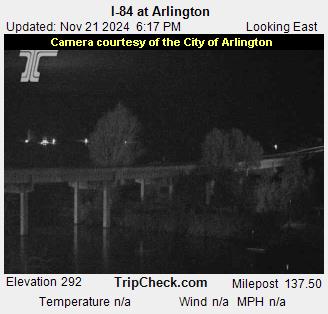 I-84 at Arlington
Updated: Nov 21 2024 6:17 PM Looking East
Camera courtesy of the City of Arlington
Elevation 292 TripCheck.com Milepost 137.50
Temperature n/a Wind n/a MPH n/a